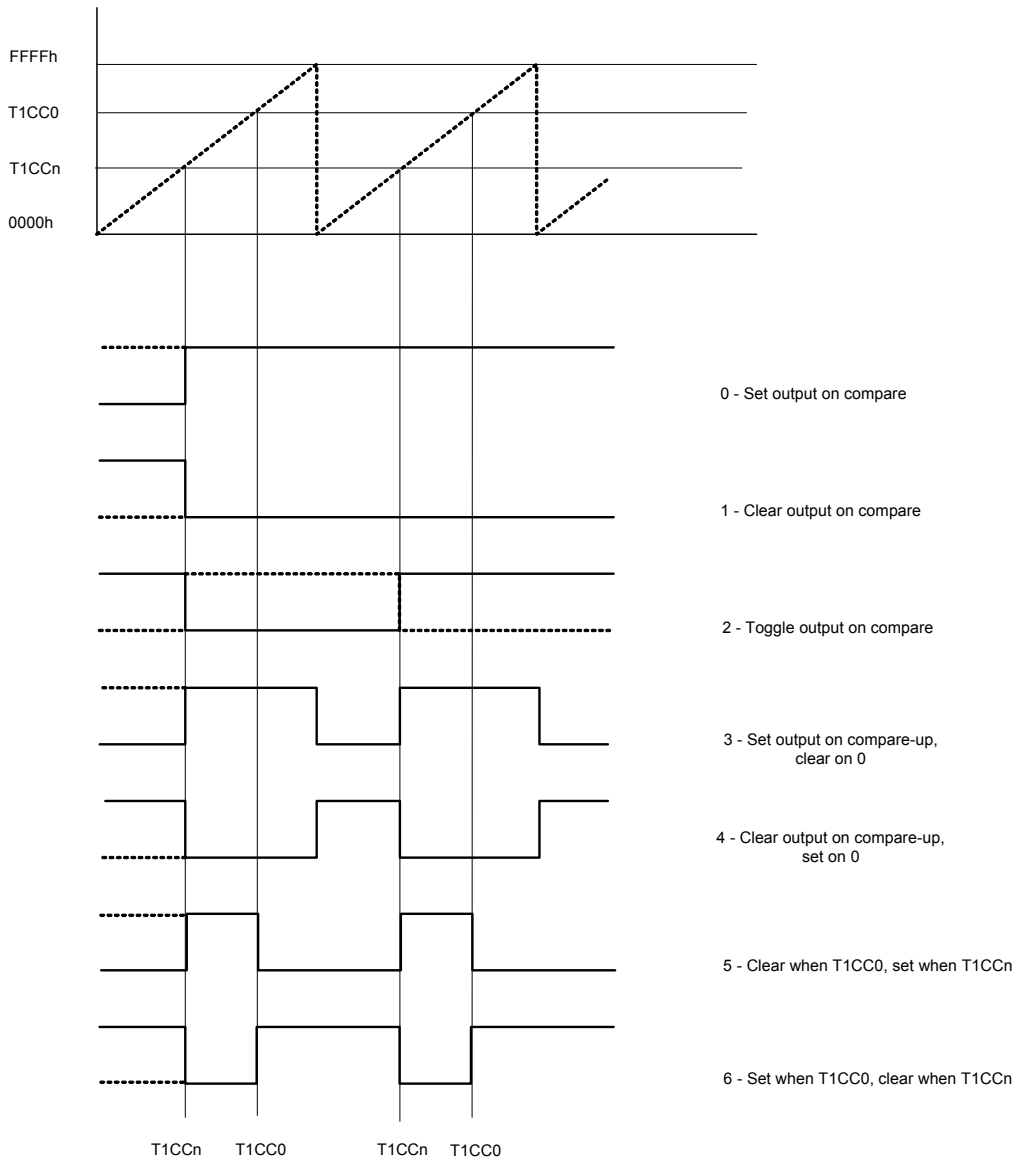 FFFFh
T1CC0
T1CCn
0000h
0 - Set output on compare
1 - Clear output on compare
2 - Toggle output on compare
3 - Set output on compare-up,
clear on 0
4 - Clear output on compare-up,
set on 0
5 - Clear when T1CC0, set when T1CCn
6 - Set when T1CC0, clear when T1CCn
T1CCn T1CC0 T1CCn T1CC0